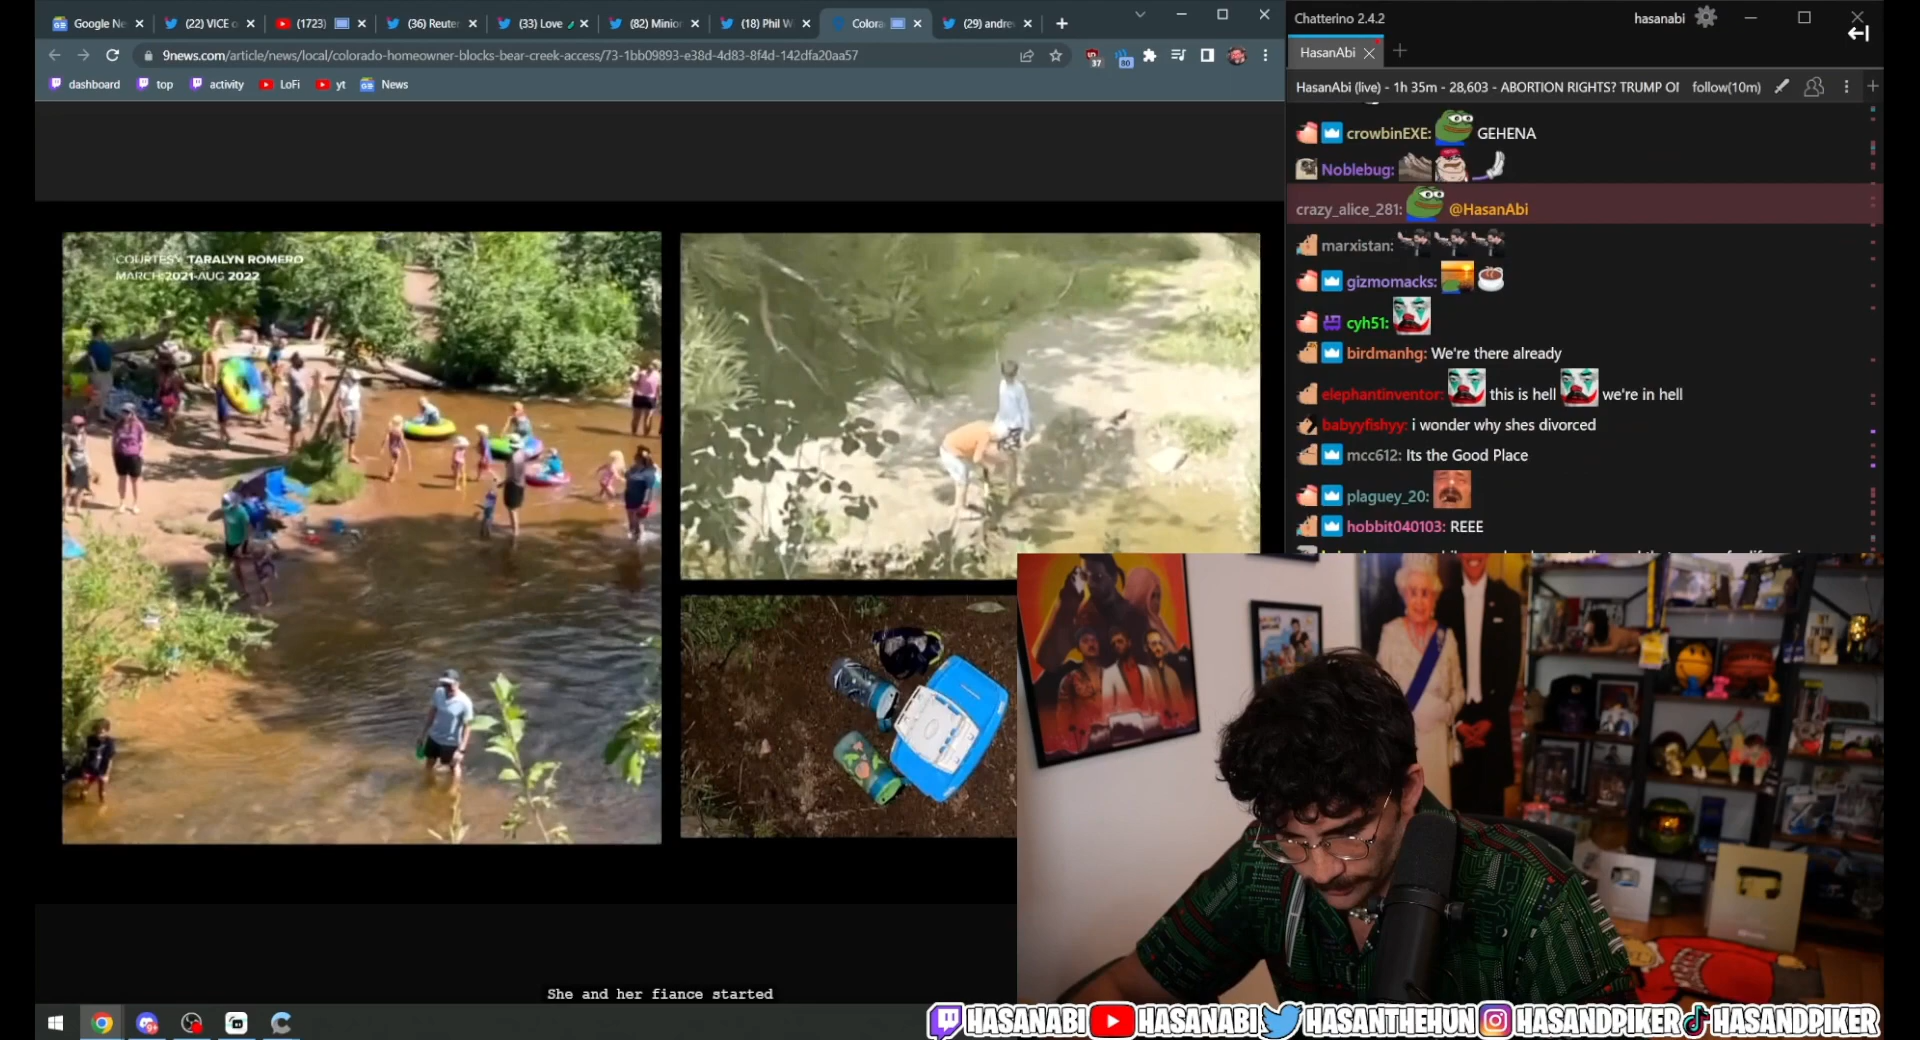 Google Ne
(22) VICE o
(1723)
(36) Reuter
(33) Love
(82) Minior
(18) Phil W
Colora
(29) andre
9news.com/article/news/local/colorado-homeowner-blocks-bear-creek-access/73-1bb09893-e38d-4d83-8f4d-142dfa20aa57
37
80
dashboard
top
activity
LoFi
yt
News
COURTESY TARALYN ROMERO
MARCH 2021-AUG 2022
She and her fiance started
Chatterino 2.4.2
hasanabi
HasanAbi
HasanAbi (live) - 1h 35m - 28,603 - ABORTION RIGHTS? TRUMP OI
follow(10m)
crowbinEXE: GEHENA
Noblebug:
crazy_alice_281: @HasanAbi
marxistan:
gizmomacks:
cyh51:
birdmanhg: We're there already
elephantinventor: this is hell we're in hell
babyyfishyy: i wonder why shes divorced
mcc612: Its the Good Place
plaguey_20:
hobbit040103: REEE
HASANABI HASANABI HASANTHEHUN HASANDPIKER HASANDPIKER